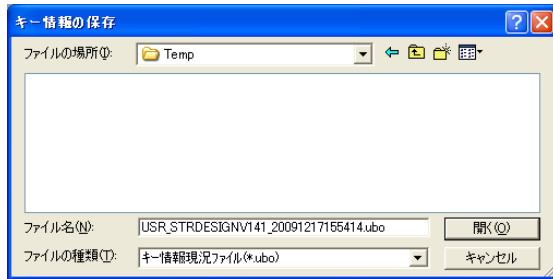 キー情報の保存
ファイルの場所(I): Temp
ファイル名(N): USR_STRDESIGNV141_20091217155414.ubo 開く(O)
ファイルの種類(T): キー情報現況ファイル(*.ubo) キャンセル